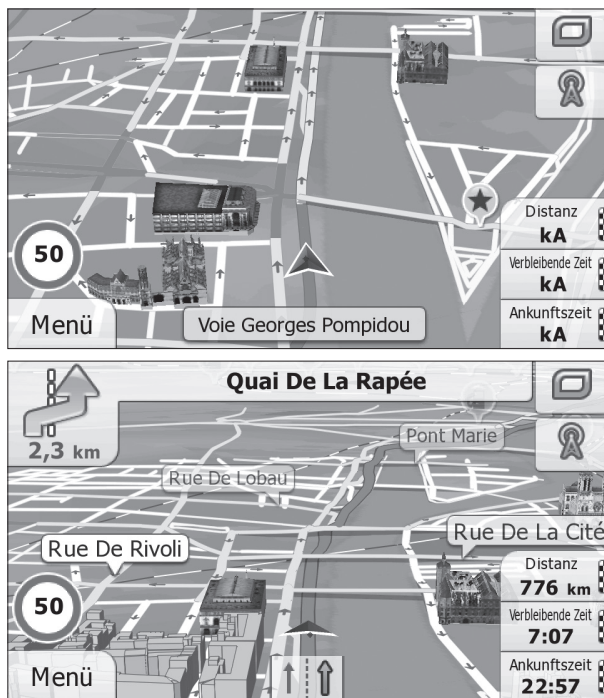 Distanz
kA
50
Verbleibende Zeit
kA
Ankunftszeit
kA
Menü
Voie Georges Pompidou
Quai De La Rapée
2,3 km
Pont Marie
Rue De Lobau
Rue De La Cité
Rue De Rivoli
Distanz
776 km
50
Verbleibende Zeit
7:07
Menü
Ankunftszeit
22:57